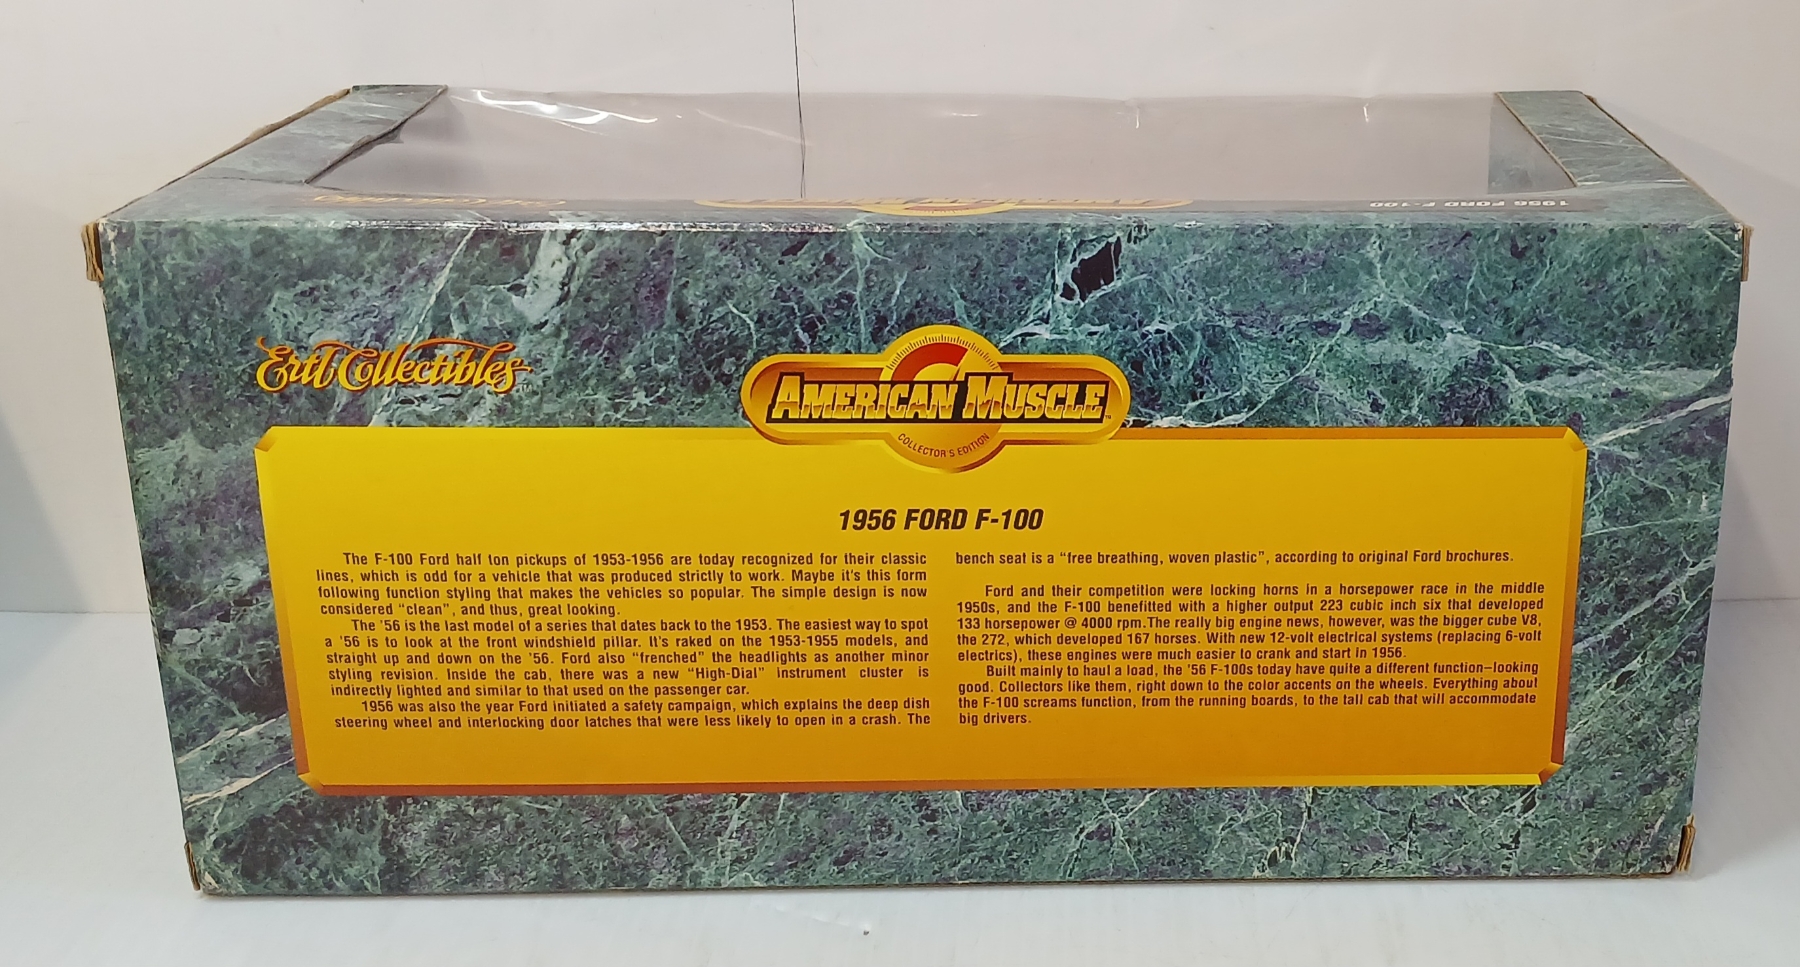 1956 FORD F-100
Ertl Collectibles™
AMERICAN MUSCLE™
COLLECTOR'S EDITION
1956 FORD F-100
The F-100 Ford half ton pickups of 1953-1956 are today recognized for their classic
lines, which is odd for a vehicle that was produced strictly to work. Maybe it's this form
following function styling that makes the vehicles so popular. The simple design is now
considered "clean", and thus, great looking.
The '56 is the last model of a series that dates back to the 1953. The easiest way to spot
a '56 is to look at the front windshield pillar. It's raked on the 1953-1955 models, and
straight up and down on the '56. Ford also "frenched" the headlights as another minor
styling revision. Inside the cab, there was a new "High-Dial" instrument cluster is
indirectly lighted and similar to that used on the passenger car.
1956 was also the year Ford initiated a safety campaign, which explains the deep dish
steering wheel and interlocking door latches that were less likely to open in a crash. The
bench seat is a "free breathing, woven plastic", according to original Ford brochures.
Ford and their competition were locking horns in a horsepower race in the middle
1950s, and the F-100 benefitted with a higher output 223 cubic inch six that developed
133 horsepower @ 4000 rpm.The really big engine news, however, was the bigger cube V8,
the 272, which developed 167 horses. With new 12-volt electrical systems (replacing 6-volt
electrics), these engines were much easier to crank and start in 1956.
Built mainly to haul a load, the '56 F-100s today have quite a different function–looking
good. Collectors like them, right down to the color accents on the wheels. Everything about
the F-100 screams function, from the running boards, to the tall cab that will accommodate
big drivers.